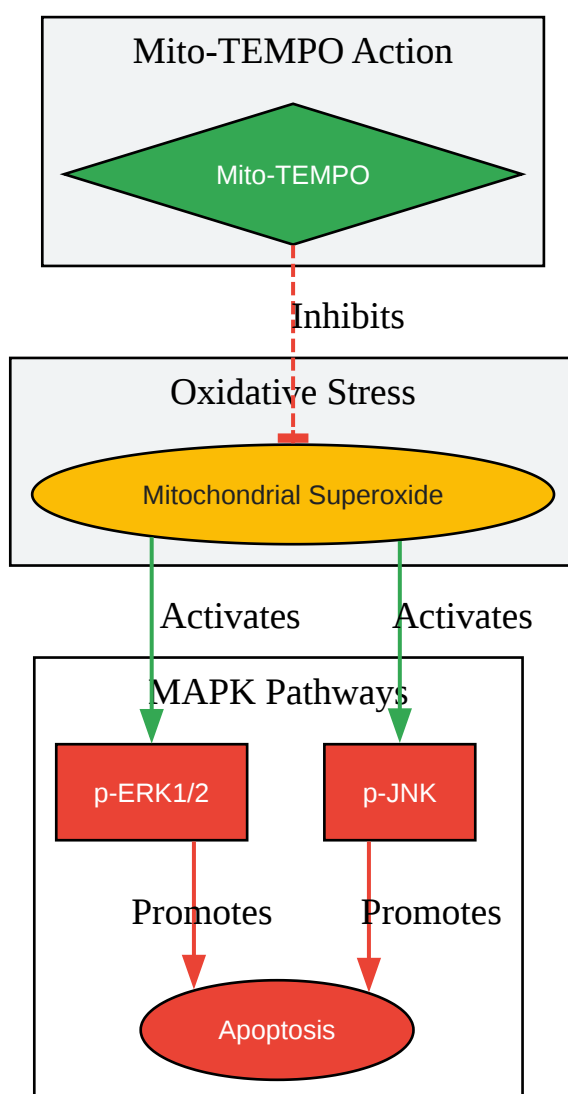 Mito-TEMPO Action
Mito-TEMPO
Inhibits
Oxidative Stress
Mitochondrial Superoxide
Activates
Activates
MAPK Pathways
p-ERK1/2
p-JNK
Promotes
Promotes
Apoptosis